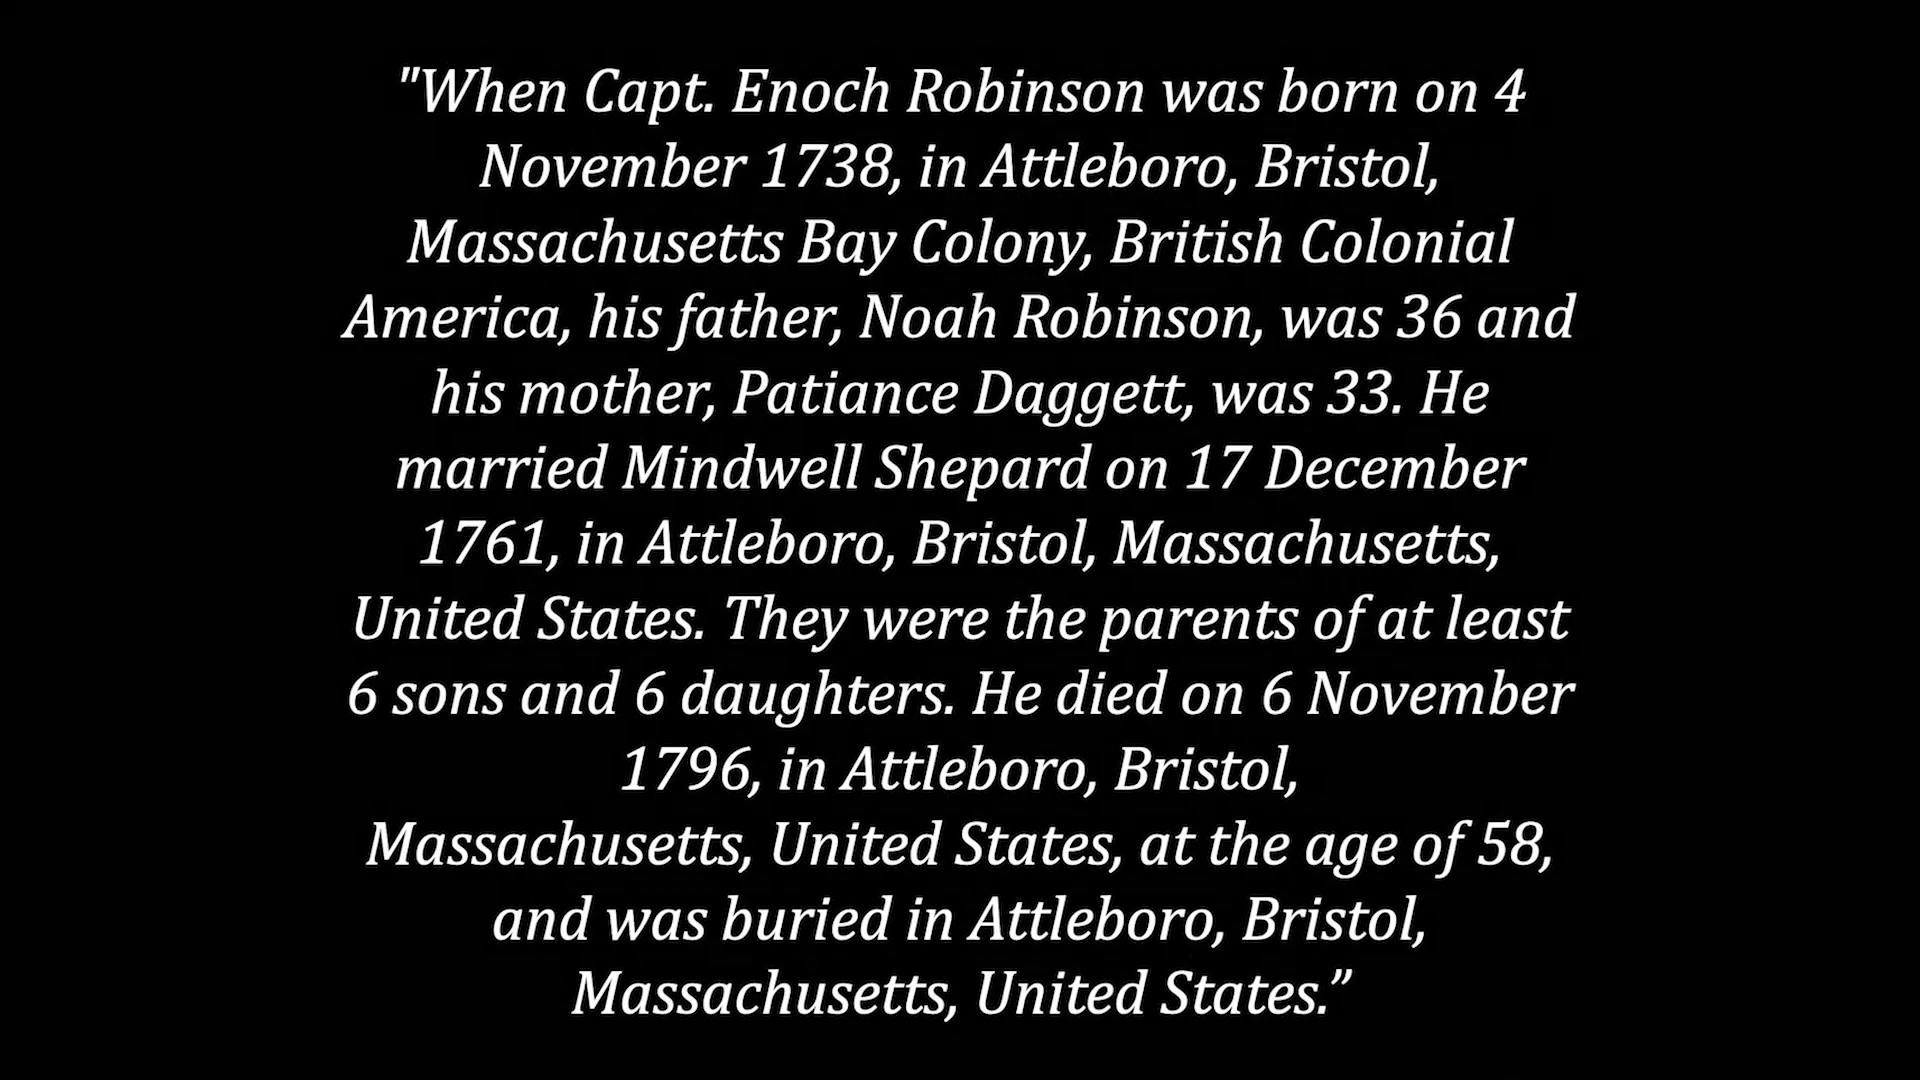 "When Capt. Enoch Robinson was born on 4
November 1738, in Attleboro, Bristol,
Massachusetts Bay Colony, British Colonial
America, his father, Noah Robinson, was 36 and
his mother, Patiance Daggett, was 33. He
married Mindwell Shepard on 17 December
1761, in Attleboro, Bristol, Massachusetts,
United States. They were the parents of at least
6 sons and 6 daughters. He died on 6 November
1796, in Attleboro, Bristol,
Massachusetts, United States, at the age of 58,
and was buried in Attleboro, Bristol,
Massachusetts, United States.”